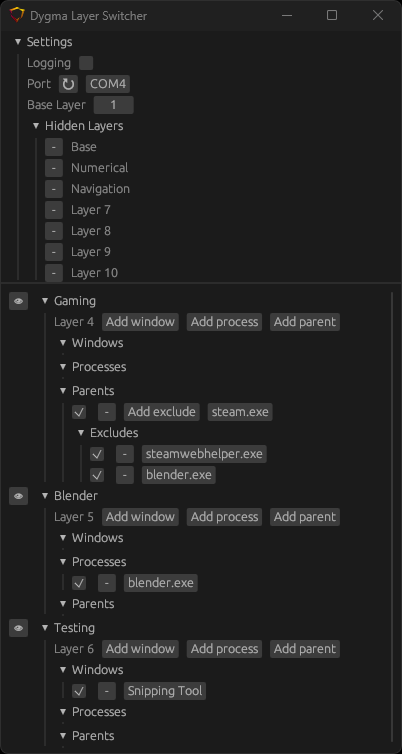 Dygma Layer Switcher
Settings
Logging
Port COM4
Base Layer 1
Hidden Layers
- Base
- Numerical
- Navigation
- Layer 7
- Layer 8
- Layer 9
- Layer 10
Gaming
Layer 4 Add window Add process Add parent
Windows
Processes
Parents
- Add exclude steam.exe
Excludes
- steamwebhelper.exe
- blender.exe
Blender
Layer 5 Add window Add process Add parent
Windows
Processes
- blender.exe
Parents
Testing
Layer 6 Add window Add process Add parent
Windows
- Snipping Tool
Processes
Parents